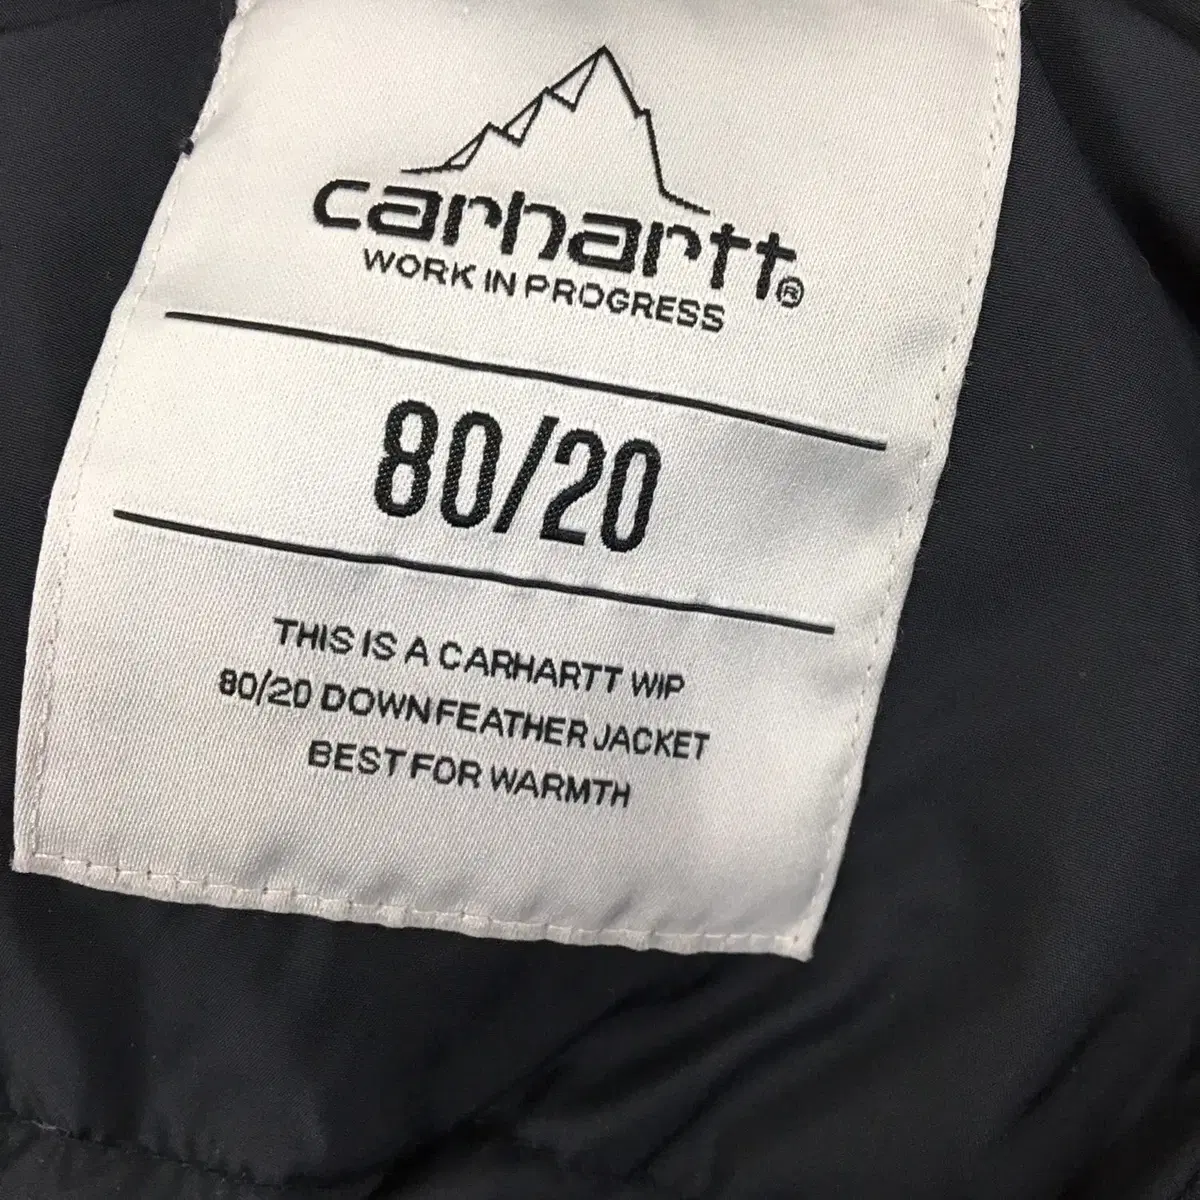 carhartt®
WORK IN PROGRESS
80/20
THIS IS A CARHARTT WIP
80/20 DOWN FEATHER JACKET
BEST FOR WARMTH